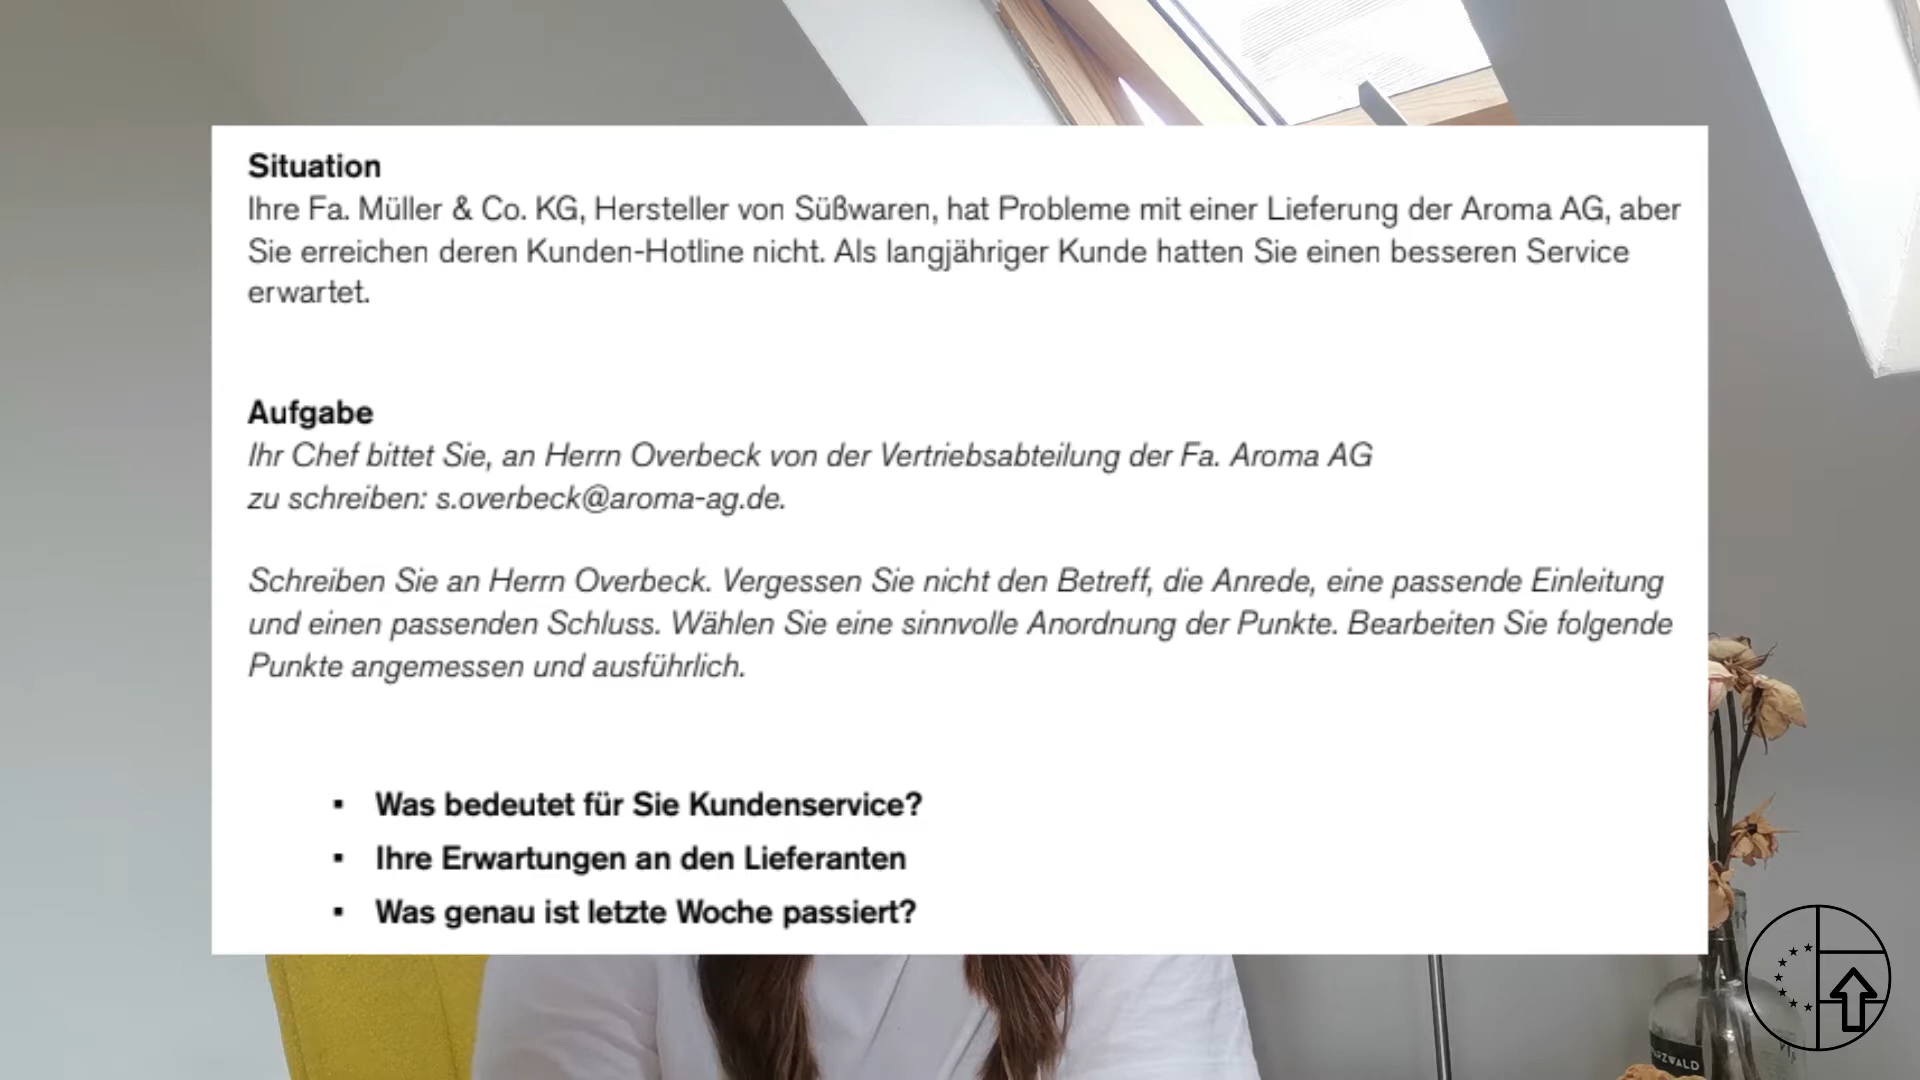 Situation
Ihre Fa. Müller & Co. KG, Hersteller von Süßwaren, hat Probleme mit einer Lieferung der Aroma AG, aber
Sie erreichen deren Kunden-Hotline nicht. Als langjähriger Kunde hatten Sie einen besseren Service
erwartet.
Aufgabe
Ihr Chef bittet Sie, an Herrn Overbeck von der Vertriebsabteilung der Fa. Aroma AG
zu schreiben: s.overbeck@aroma-ag.de.
Schreiben Sie an Herrn Overbeck. Vergessen Sie nicht den Betreff, die Anrede, eine passende Einleitung
und einen passenden Schluss. Wählen Sie eine sinnvolle Anordnung der Punkte. Bearbeiten Sie folgende
Punkte angemessen und ausführlich.
▪ Was bedeutet für Sie Kundenservice?
▪ Ihre Erwartungen an den Lieferanten
▪ Was genau ist letzte Woche passiert?